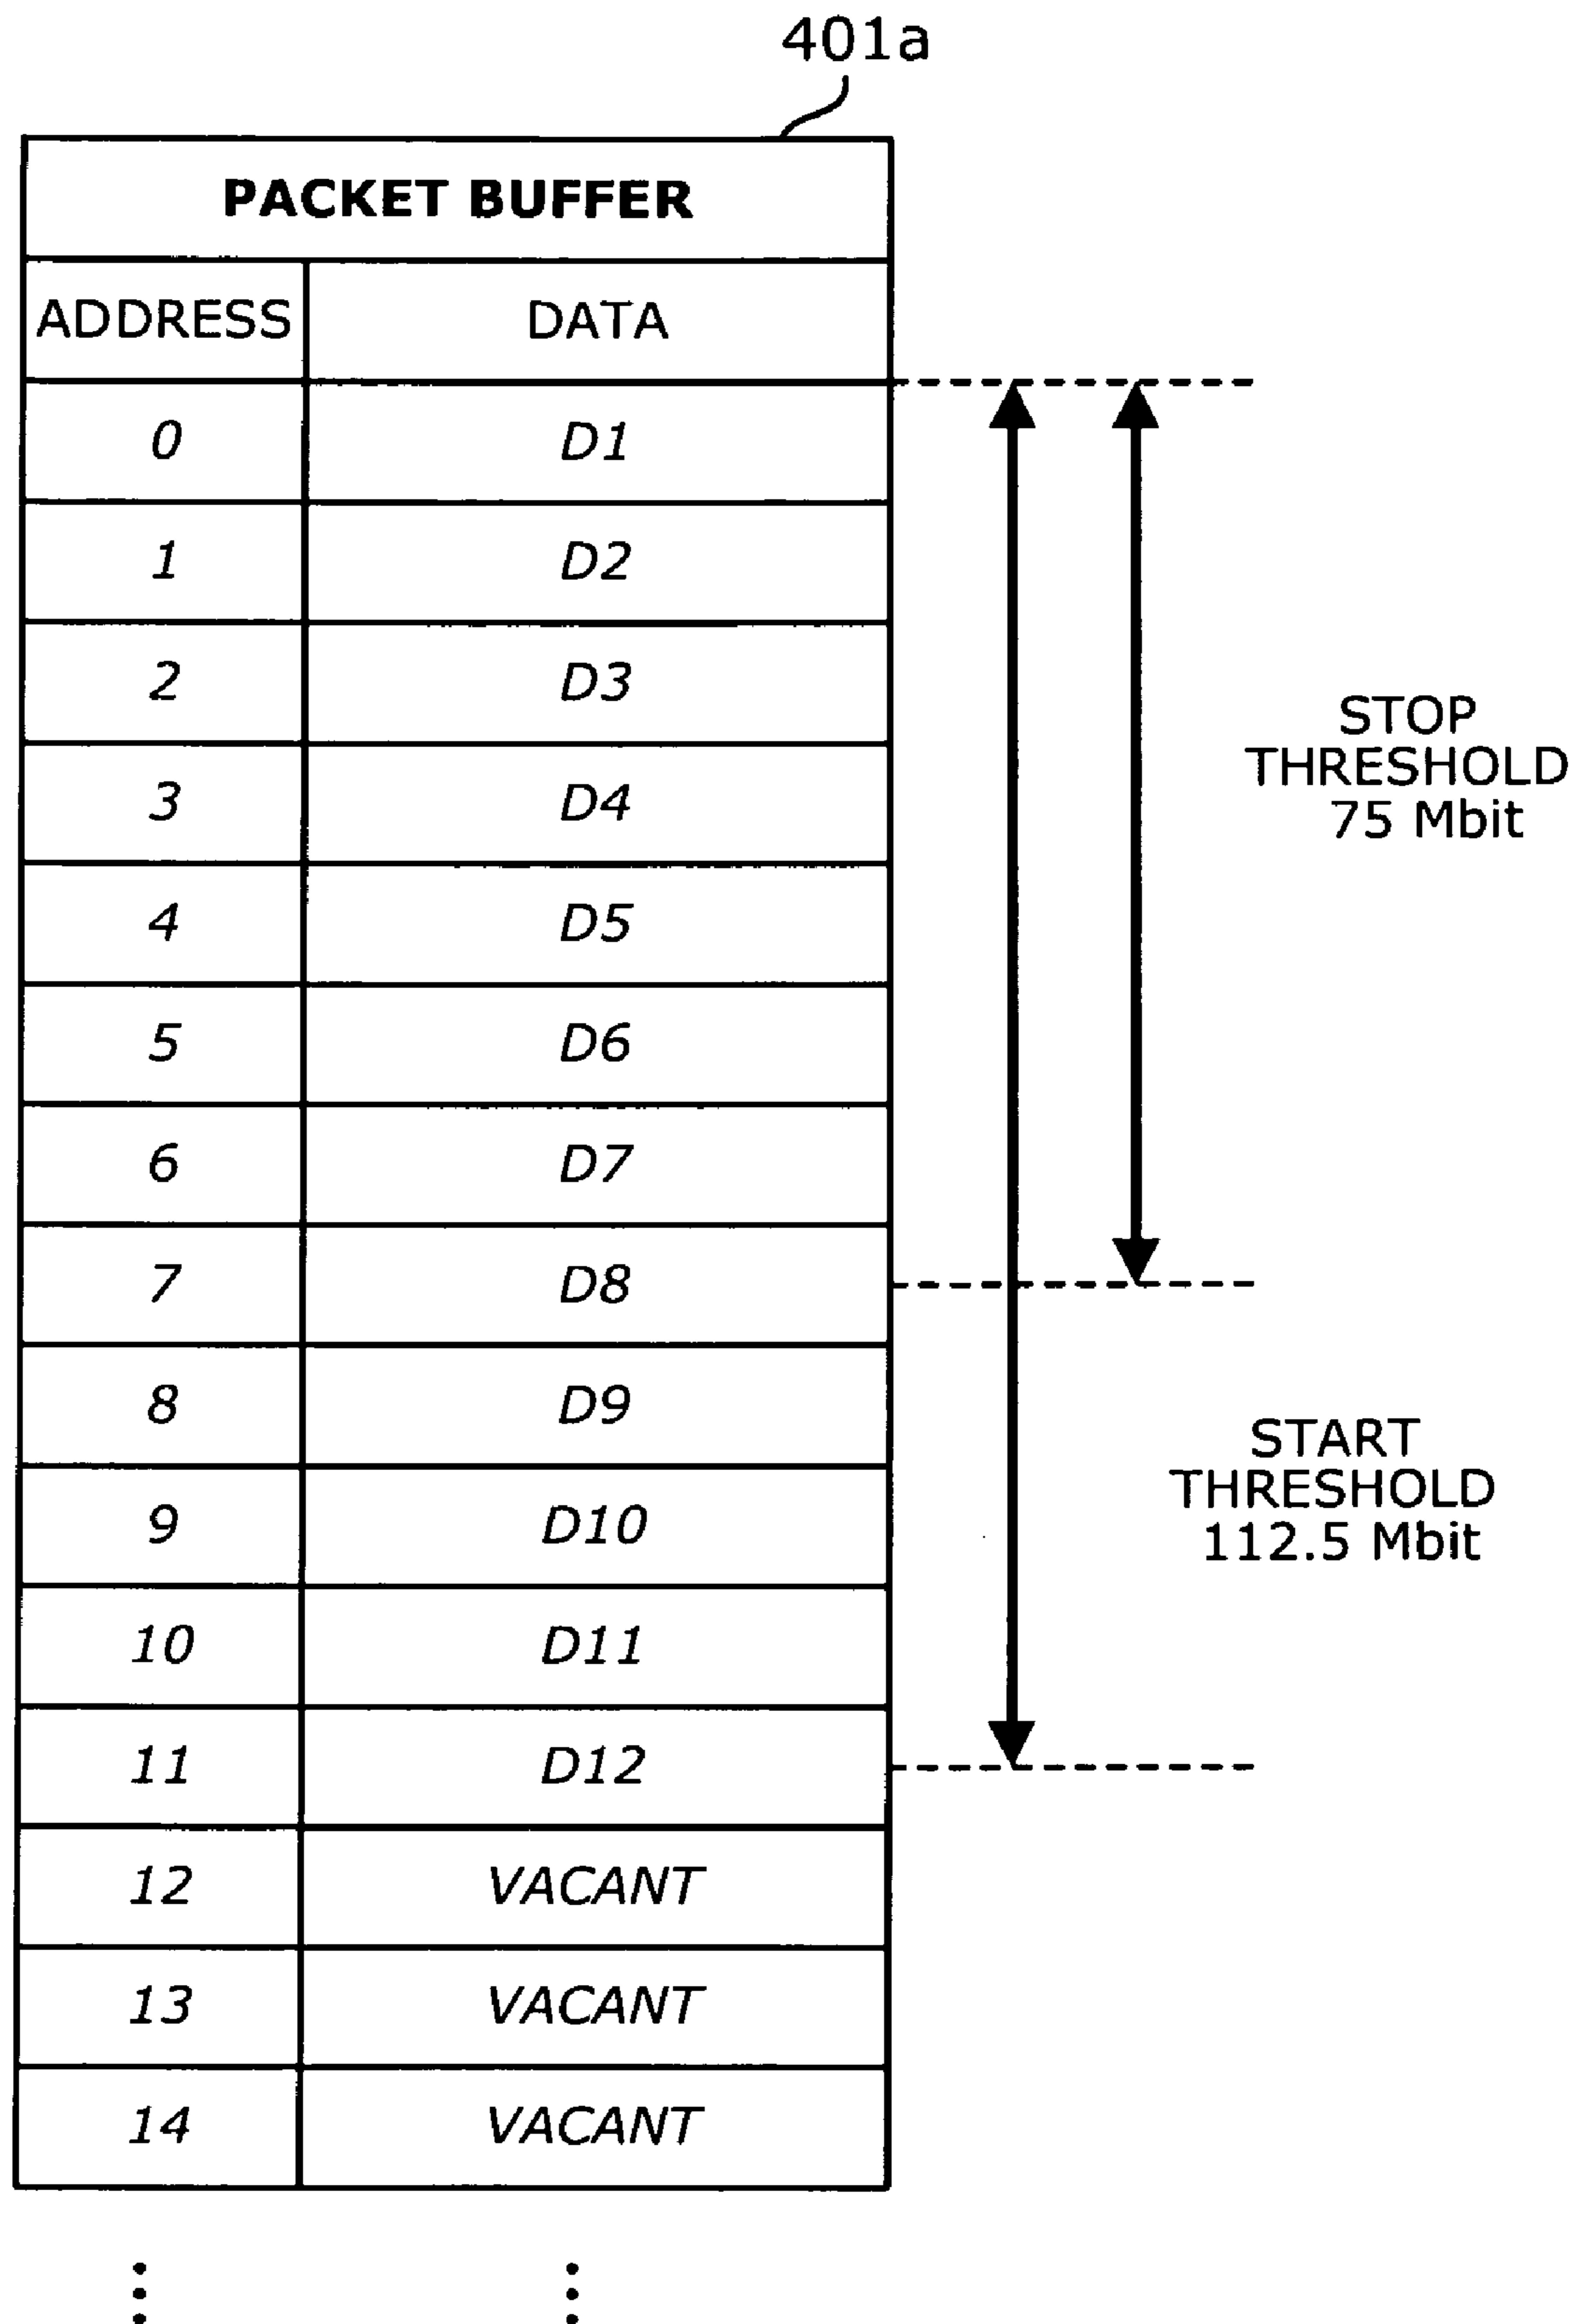 401a
PACKET BUFFER
ADDRESS DATA
0 D1
1 D2
2 D3
3 D4
4 D5
5 D6
6 D7
7 D8
8 D9
9 D10
10 D11
11 D12
12 VACANT
13 VACANT
14 VACANT
STOP
THRESHOLD
75 Mbit
START
THRESHOLD
112.5 Mbit